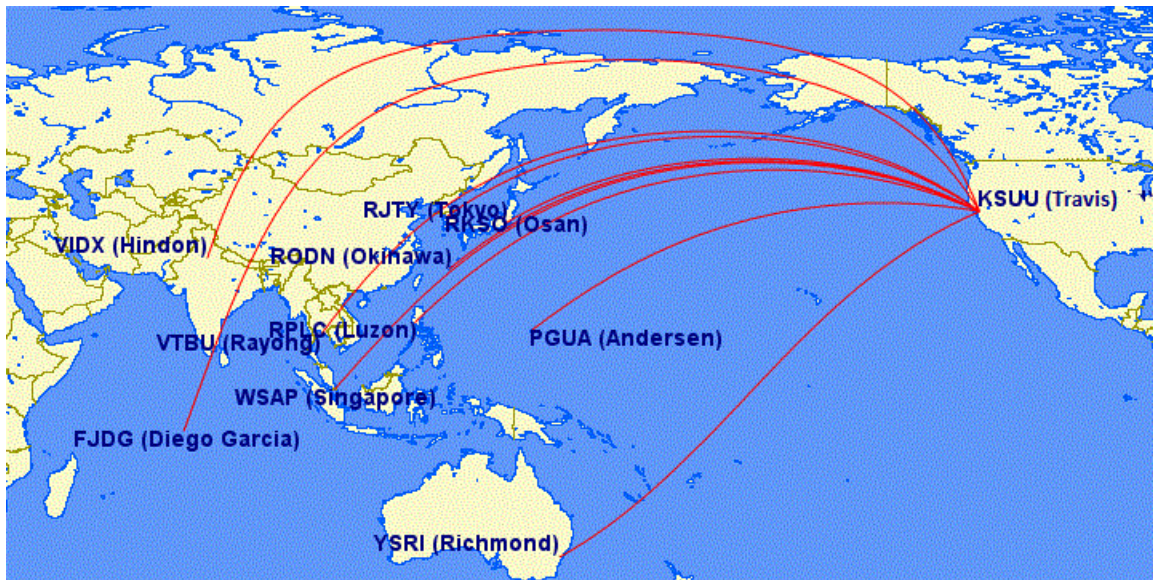 KSUU (Travis)
RJTY (Tokyo)
RKSO (Osan)
VIDX (Hindon)
RODN (Okinawa)
RPLC (Luzon)
PGUA (Andersen)
VTBU (Rayong)
WSAP (Singapore)
FJDG (Diego Garcia)
YSRI (Richmond)